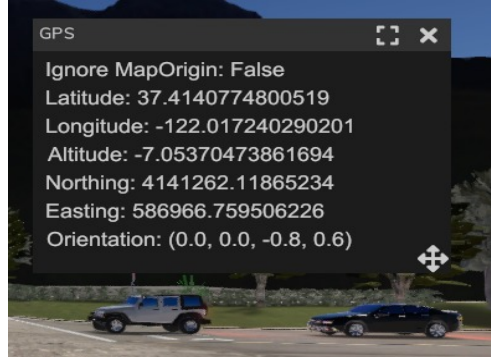 GPS
Ignore MapOrigin: False
Latitude: 37.4140774800519
Longitude: -122.017240290201
Altitude: -7.05370473861694
Northing: 4141262.11865234
Easting: 586966.759506226
Orientation: (0.0, 0.0, -0.8, 0.6)